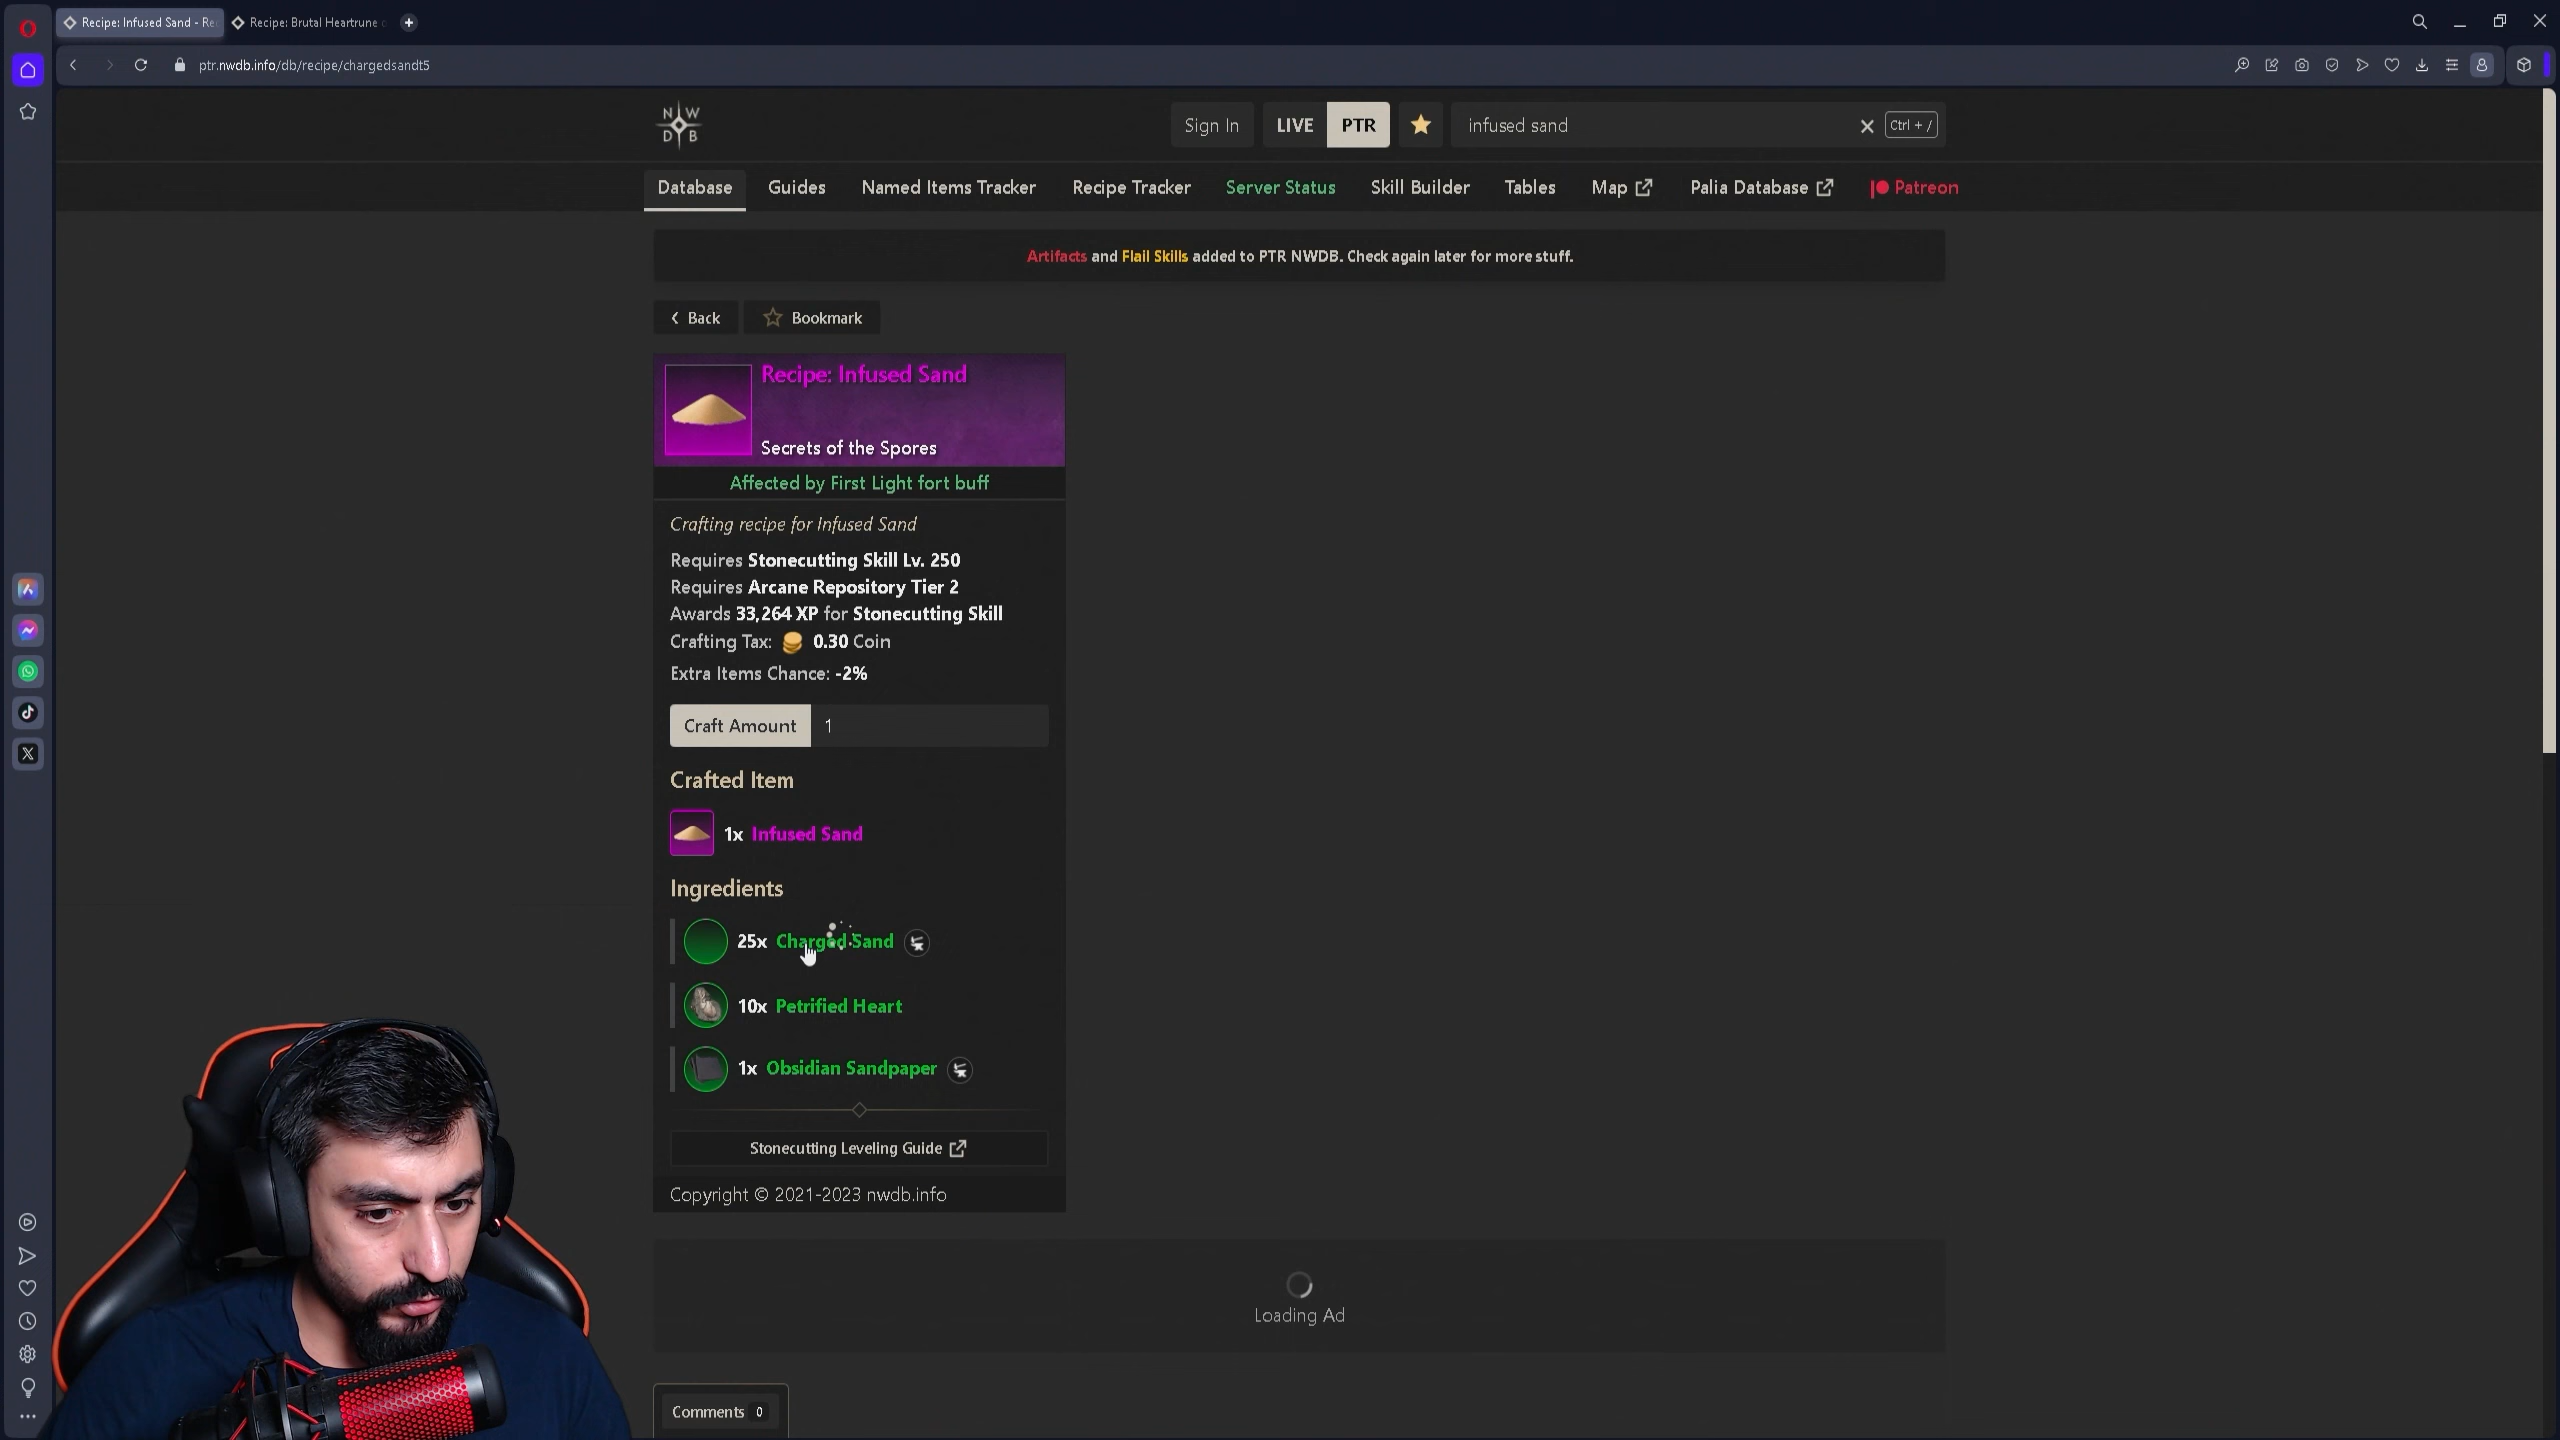 Recipe: Infused Sand - Re
Recipe: Brutal Heartrune
ptr.nwdb.info/db/recipe/chargedsandt5
N W
D B
Sign In
LIVE
PTR
infused sand
Ctrl + /
Database
Guides
Named Items Tracker
Recipe Tracker
Server Status
Skill Builder
Tables
Map
Palia Database
Patreon
Artifacts and Flail Skills added to PTR NWDB. Check again later for more stuff.
Back
Bookmark
Recipe: Infused Sand
Secrets of the Spores
Affected by First Light fort buff
Crafting recipe for Infused Sand
Requires Stonecutting Skill Lv. 250
Requires Arcane Repository Tier 2
Awards 33,264 XP for Stonecutting Skill
Crafting Tax: 0.30 Coin
Extra Items Chance: -2%
Craft Amount 1
Crafted Item
1x Infused Sand
Ingredients
25x Charged Sand
10x Petrified Heart
1x Obsidian Sandpaper
Stonecutting Leveling Guide
Copyright © 2021-2023 nwdb.info
Loading Ad
Comments 0